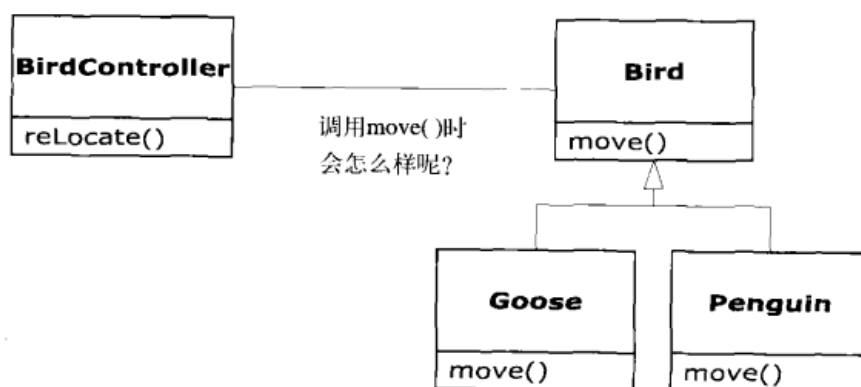 BirdController
reLocate()
Bird
move()
调用move( )时
会怎么样呢?
Goose
move()
Penguin
move()